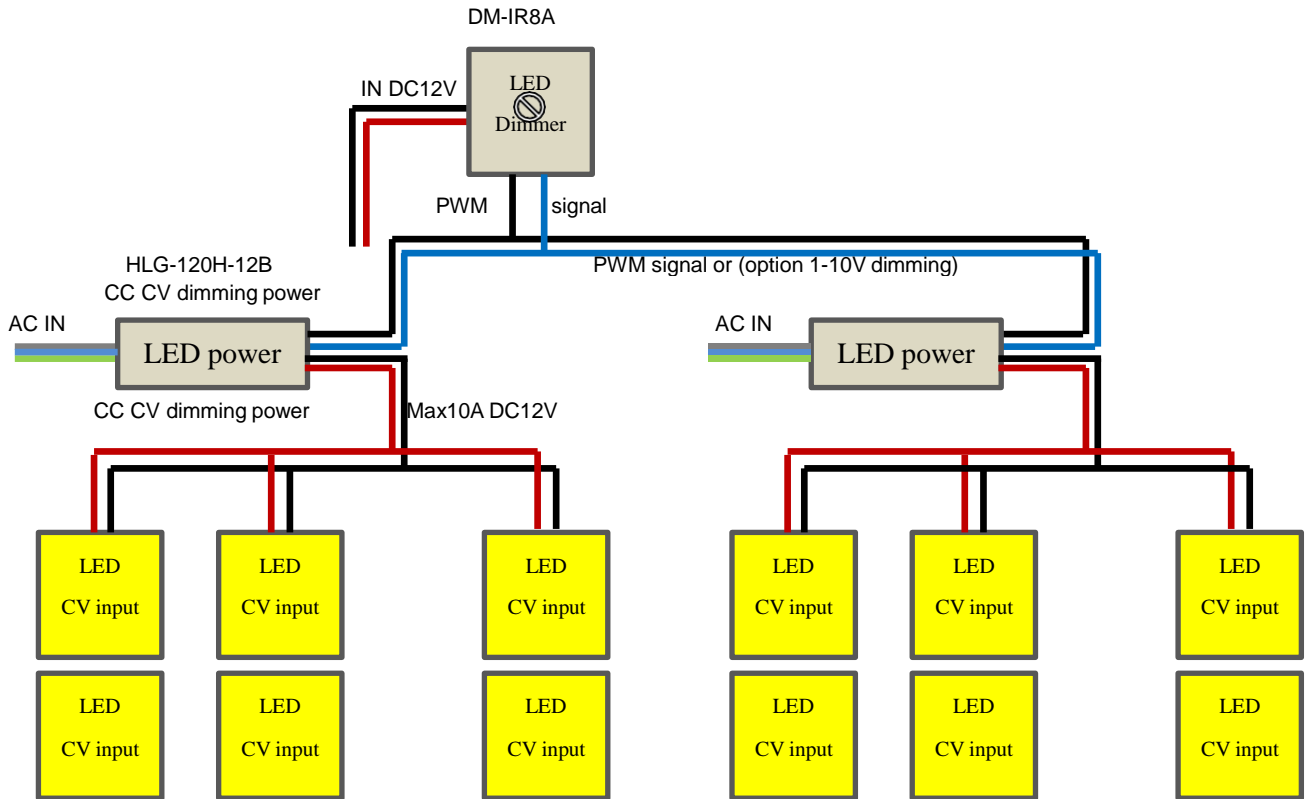 DM-IR8A
IN DC12V
LED
Dimmer
PWM
signal
HLG-120H-12B
CC CV dimming power
PWM signal or (option 1-10V dimming)
AC IN
LED power
AC IN
LED power
CC CV dimming power
Max10A DC12V
LED
CV input
LED
CV input
LED
CV input
LED
CV input
LED
CV input
LED
CV input
LED
CV input
LED
CV input
LED
CV input
LED
CV input
LED
CV input
LED
CV input